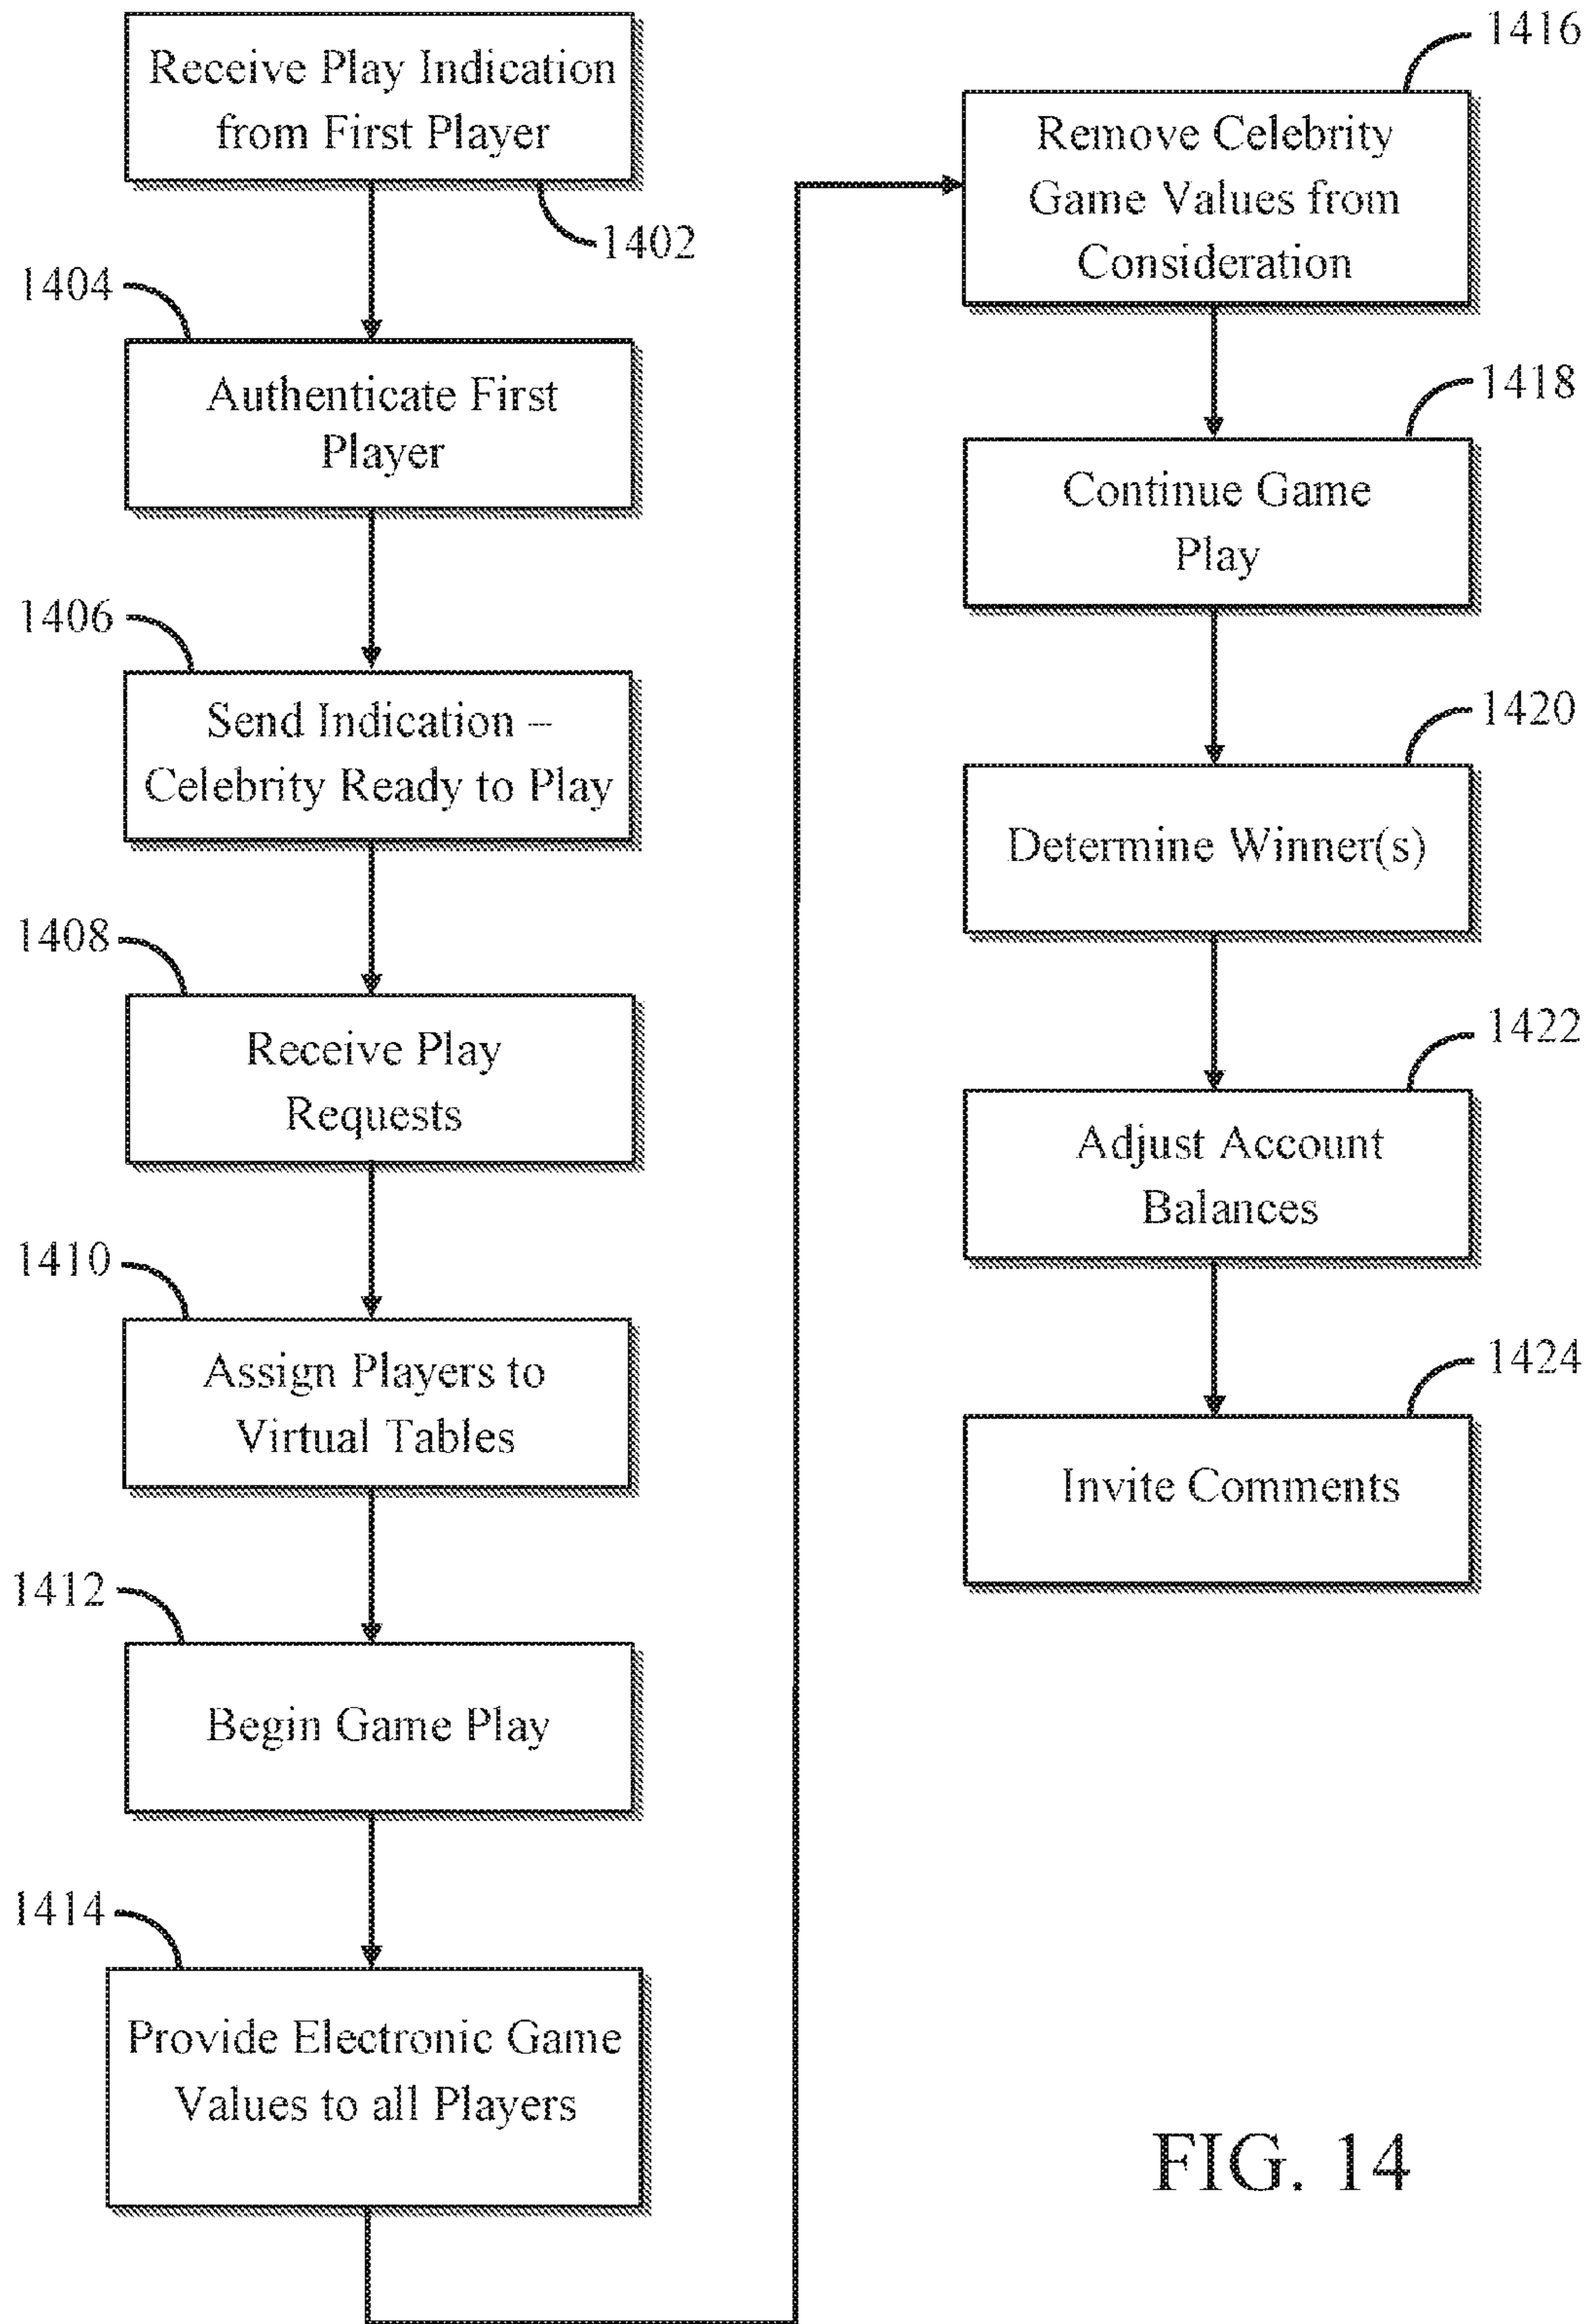 Receive Play Indication
from First Player
1402
1404
Authenticate First
Player
1406
Send Indication –
Celebrity Ready to Play
1408
Receive Play
Requests
1410
Assign Players to
Virtual Tables
1412
Begin Game Play
1414
Provide Electronic Game
Values to all Players
1416
Remove Celebrity
Game Values from
Consideration
1418
Continue Game
Play
1420
Determine Winner(s)
1422
Adjust Account
Balances
1424
Invite Comments
FIG. 14